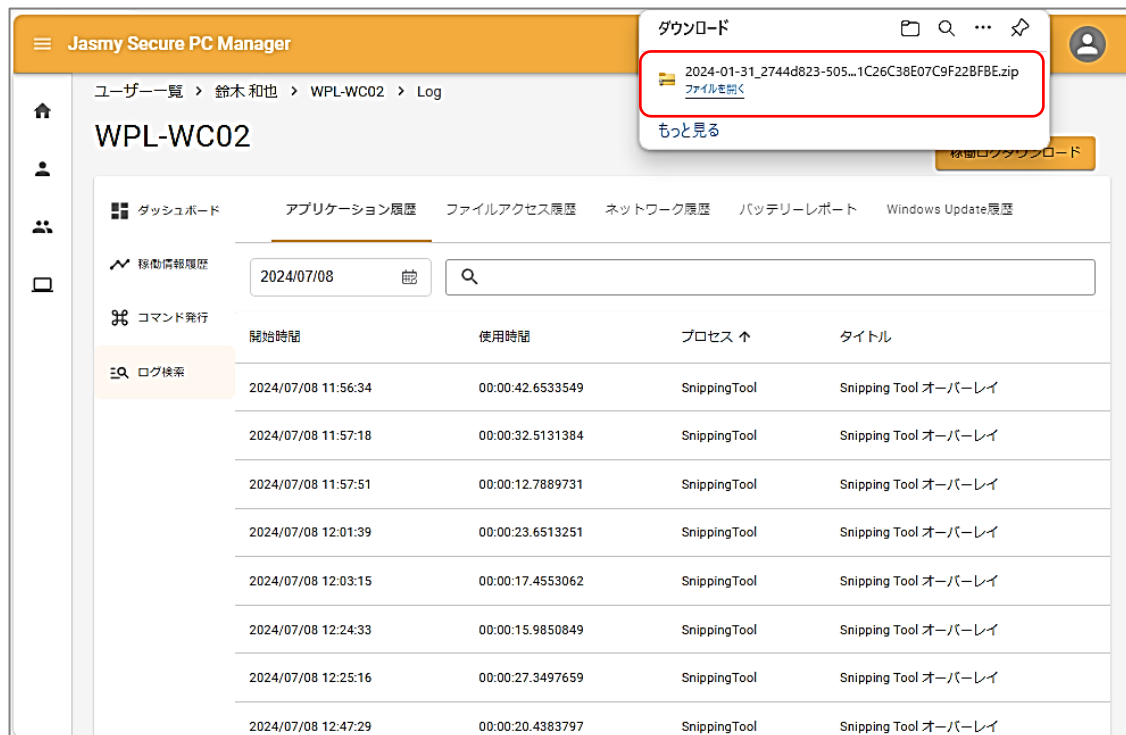 Jasmy Secure PC Manager
ダウンロード
2024-01-31_2744d823-505...1C26C38E07C9F22BFBE.zip
ファイルを開く
もっと見る
ユーザー一覧 > 鈴木 和也 > WPL-WC02 > Log
WPL-WC02
稼働ログダウンロード
ダッシュボード
稼働情報履歴
コマンド発行
ログ検索
アプリケーション履歴 ファイルアクセス履歴 ネットワーク履歴 バッテリーレポート Windows Update履歴
2024/07/08
開始時間 使用時間 プロセス ↑ タイトル
2024/07/08 11:56:34 00:00:42.6533549 SnippingTool Snipping Tool オーバーレイ
2024/07/08 11:57:18 00:00:32.5131384 SnippingTool Snipping Tool オーバーレイ
2024/07/08 11:57:51 00:00:12.7889731 SnippingTool Snipping Tool オーバーレイ
2024/07/08 12:01:39 00:00:23.6513251 SnippingTool Snipping Tool オーバーレイ
2024/07/08 12:03:15 00:00:17.4553062 SnippingTool Snipping Tool オーバーレイ
2024/07/08 12:24:33 00:00:15.9850849 SnippingTool Snipping Tool オーバーレイ
2024/07/08 12:25:16 00:00:27.3497659 SnippingTool Snipping Tool オーバーレイ
2024/07/08 12:47:29 00:00:20.4383797 SnippingTool Snipping Tool オーバーレイ